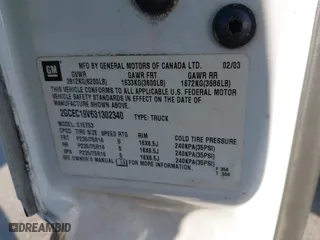 GM
MFD BY GENERAL MOTORS OF CANADA LTD. 02/03
GVWR GAWR FRT GAWR RR
2812KG(6200LB) 1633KG(3600LB) 1672KG(3686LB)
THIS VEHICLE CONFORMS TO ALL APPLICABLE U.S. FEDERAL MOTOR
VEHICLE SAFETY STANDARDS IN EFFECT ON THE DATE OF
MANUFACTURE SHOWN ABOVE.
2GCEC19V631302340 TYPE: TRUCK
MODEL: C15753
TIRE SIZE SPEED RTG RIM COLD TIRE PRESSURE
FRT P235/75R16 S 16X6.5J 240KPA(35PSI)
RR P235/75R16 S 16X6.5J 240KPA(35PSI)
SPA P235/75R16 S 16X6.5J 240KPA(35PSI)
SEE OWNER'S MANUAL FOR MORE INFORMATION.